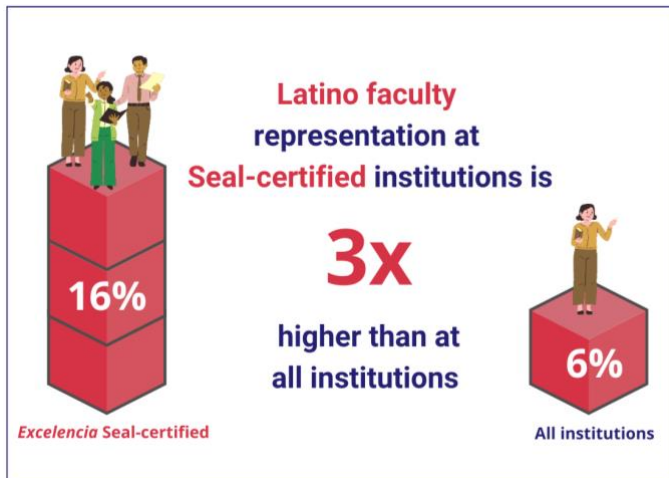 Latino faculty
representation at
Seal-certified institutions is
3x
higher than at
all institutions
16%
Excelencia Seal-certified
6%
All institutions